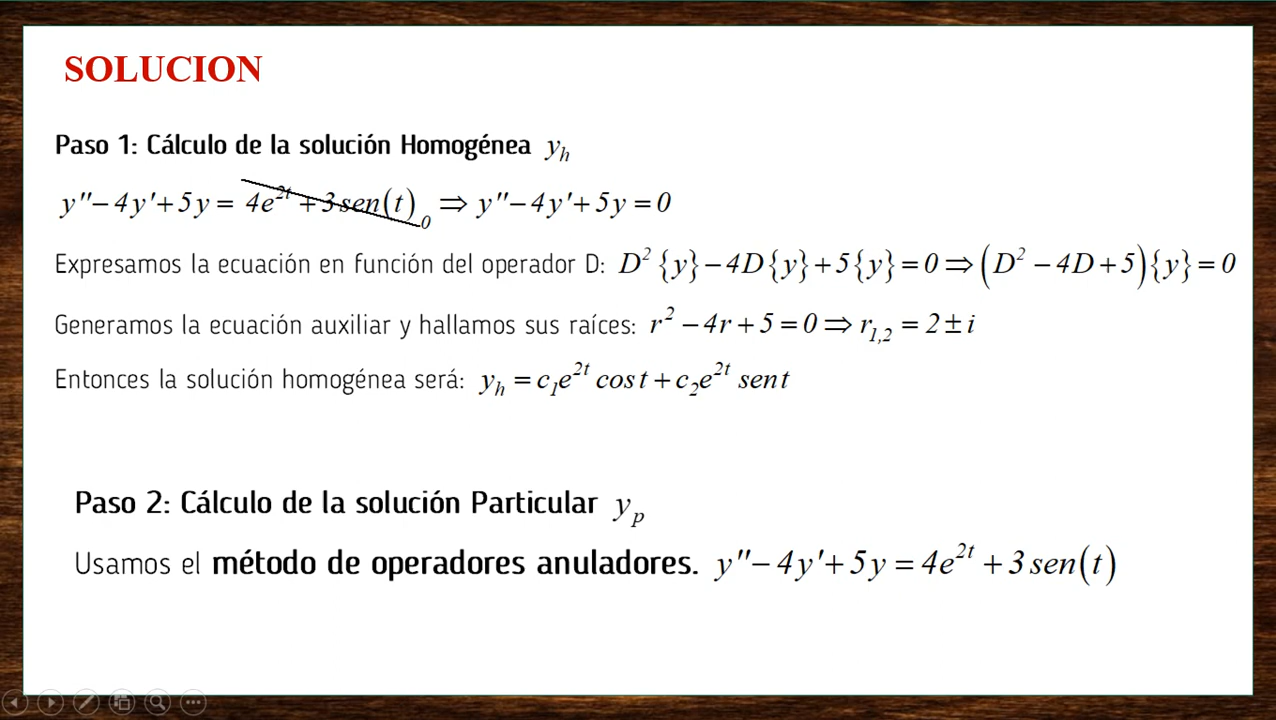 SOLUCION
Paso 1: Cálculo de la solución Homogénea y_h
y''− 4y'+ 5y = 4e^{2t} + 3 sen(t) 0 ⇒ y''− 4y'+ 5y = 0
Expresamos la ecuación en función del operador D: D²{y} − 4D{y} + 5{y} = 0 ⇒ (D² − 4D + 5){y} = 0
Generamos la ecuación auxiliar y hallamos sus raíces: r² − 4r + 5 = 0 ⇒ r_{1,2} = 2 ± i
Entonces la solución homogénea será: y_h = c_1e^{2t} cos t + c_2e^{2t} sen t
Paso 2: Cálculo de la solución Particular y_p
Usamos el método de operadores anuladores. y''− 4y'+ 5y = 4e^{2t} + 3 sen(t)